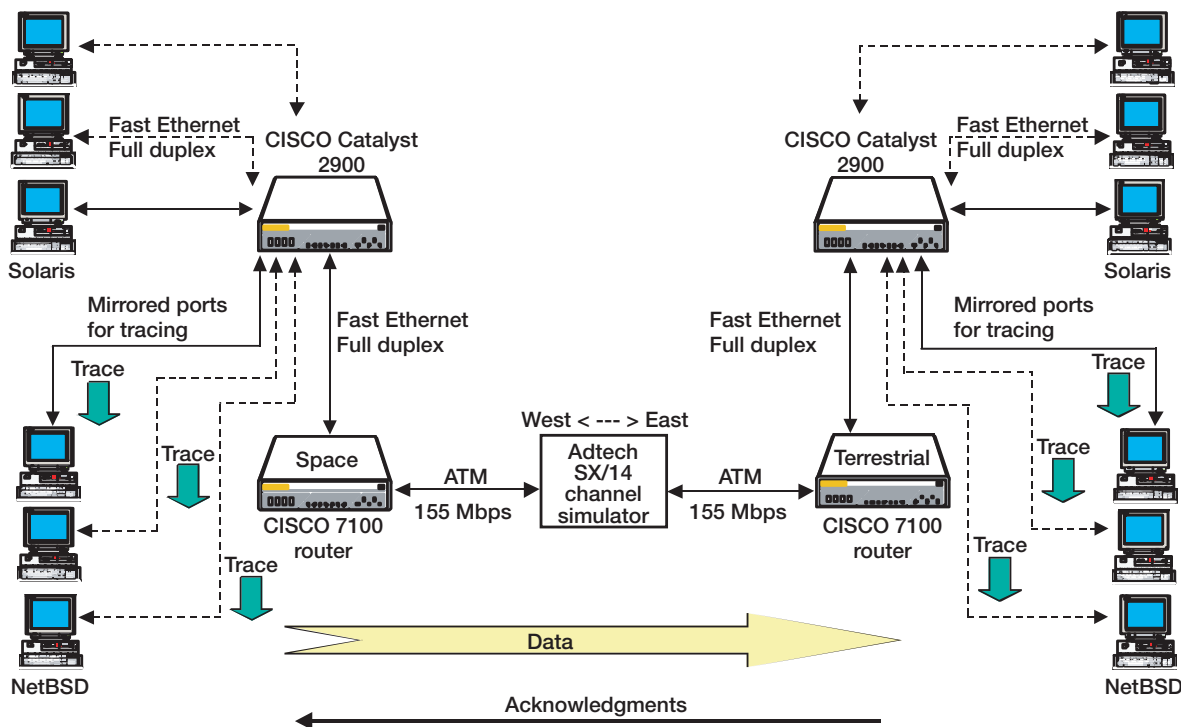 Fast Ethernet
Full duplex
CISCO Catalyst
2900
Solaris
Mirrored ports
for tracing
Fast Ethernet
Full duplex
Trace
Trace
Trace
NetBSD
Space
CISCO 7100
router
ATM
155 Mbps
West < --- > East
Adtech
SX/14
channel
simulator
ATM
155 Mbps
CISCO Catalyst
2900
Fast Ethernet
Full duplex
Solaris
Fast Ethernet
Full duplex
Mirrored ports
for tracing
Trace
Trace
Trace
Terrestrial
CISCO 7100
router
NetBSD
Data
Acknowledgments